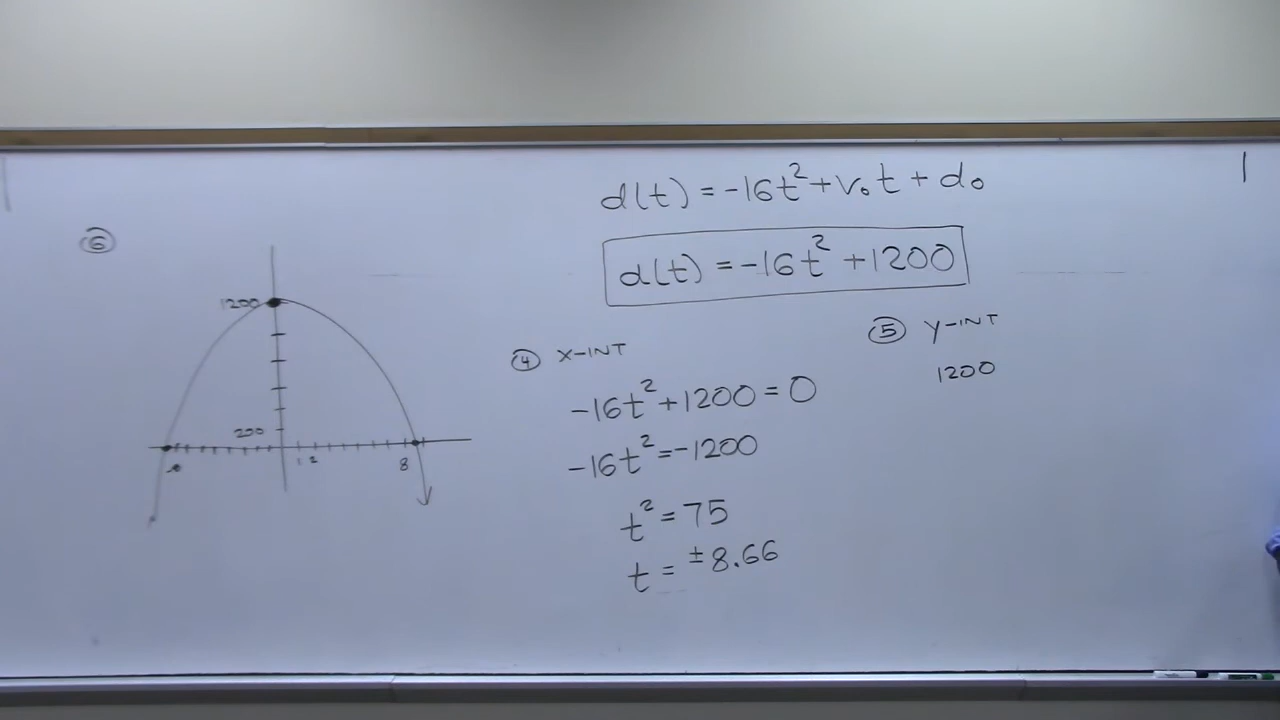 d(t) = -16t² + v₀t + d₀
d(t) = -16t² + 1200
⑥
1200
200
1 2
8
④ X-INT
-16t² + 1200 = 0
-16t² = -1200
t² = 75
t = ±8.66
⑤ Y-INT
1200